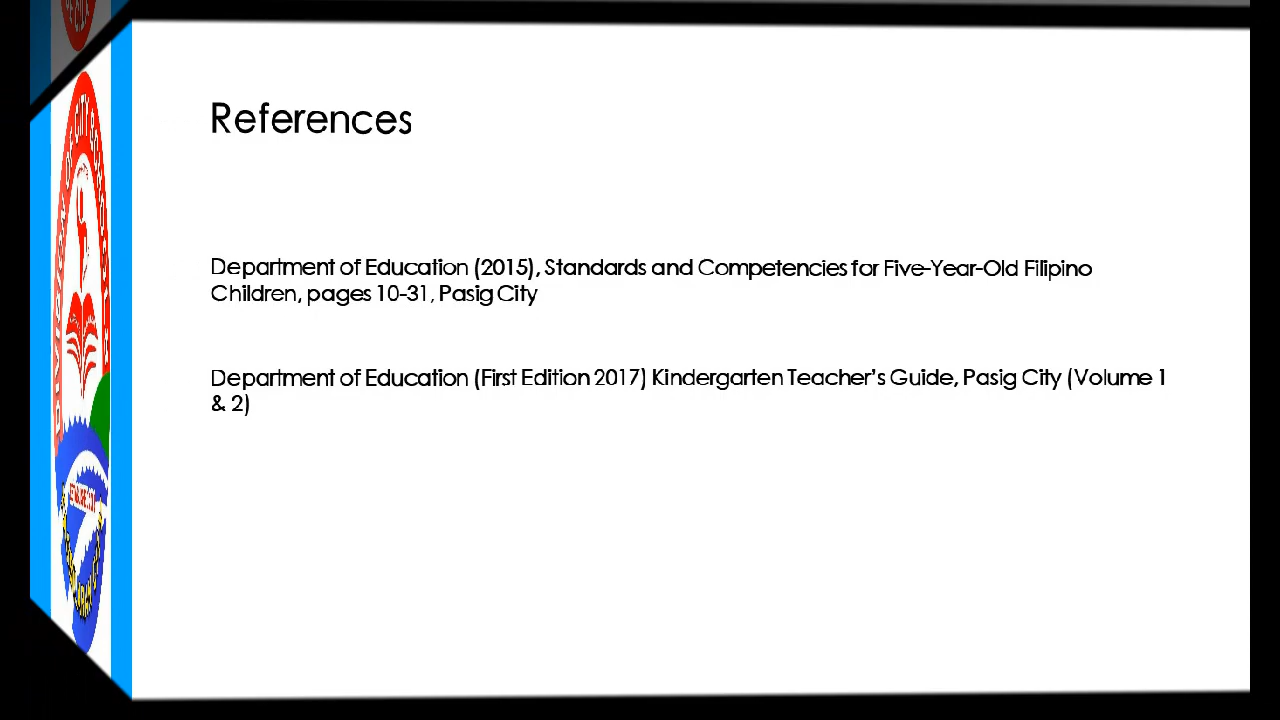 References
Department of Education (2015), Standards and Competencies for Five-Year-Old Filipino
Children, pages 10-31, Pasig City
Department of Education (First Edition 2017) Kindergarten Teacher's Guide, Pasig City (Volume 1
& 2)